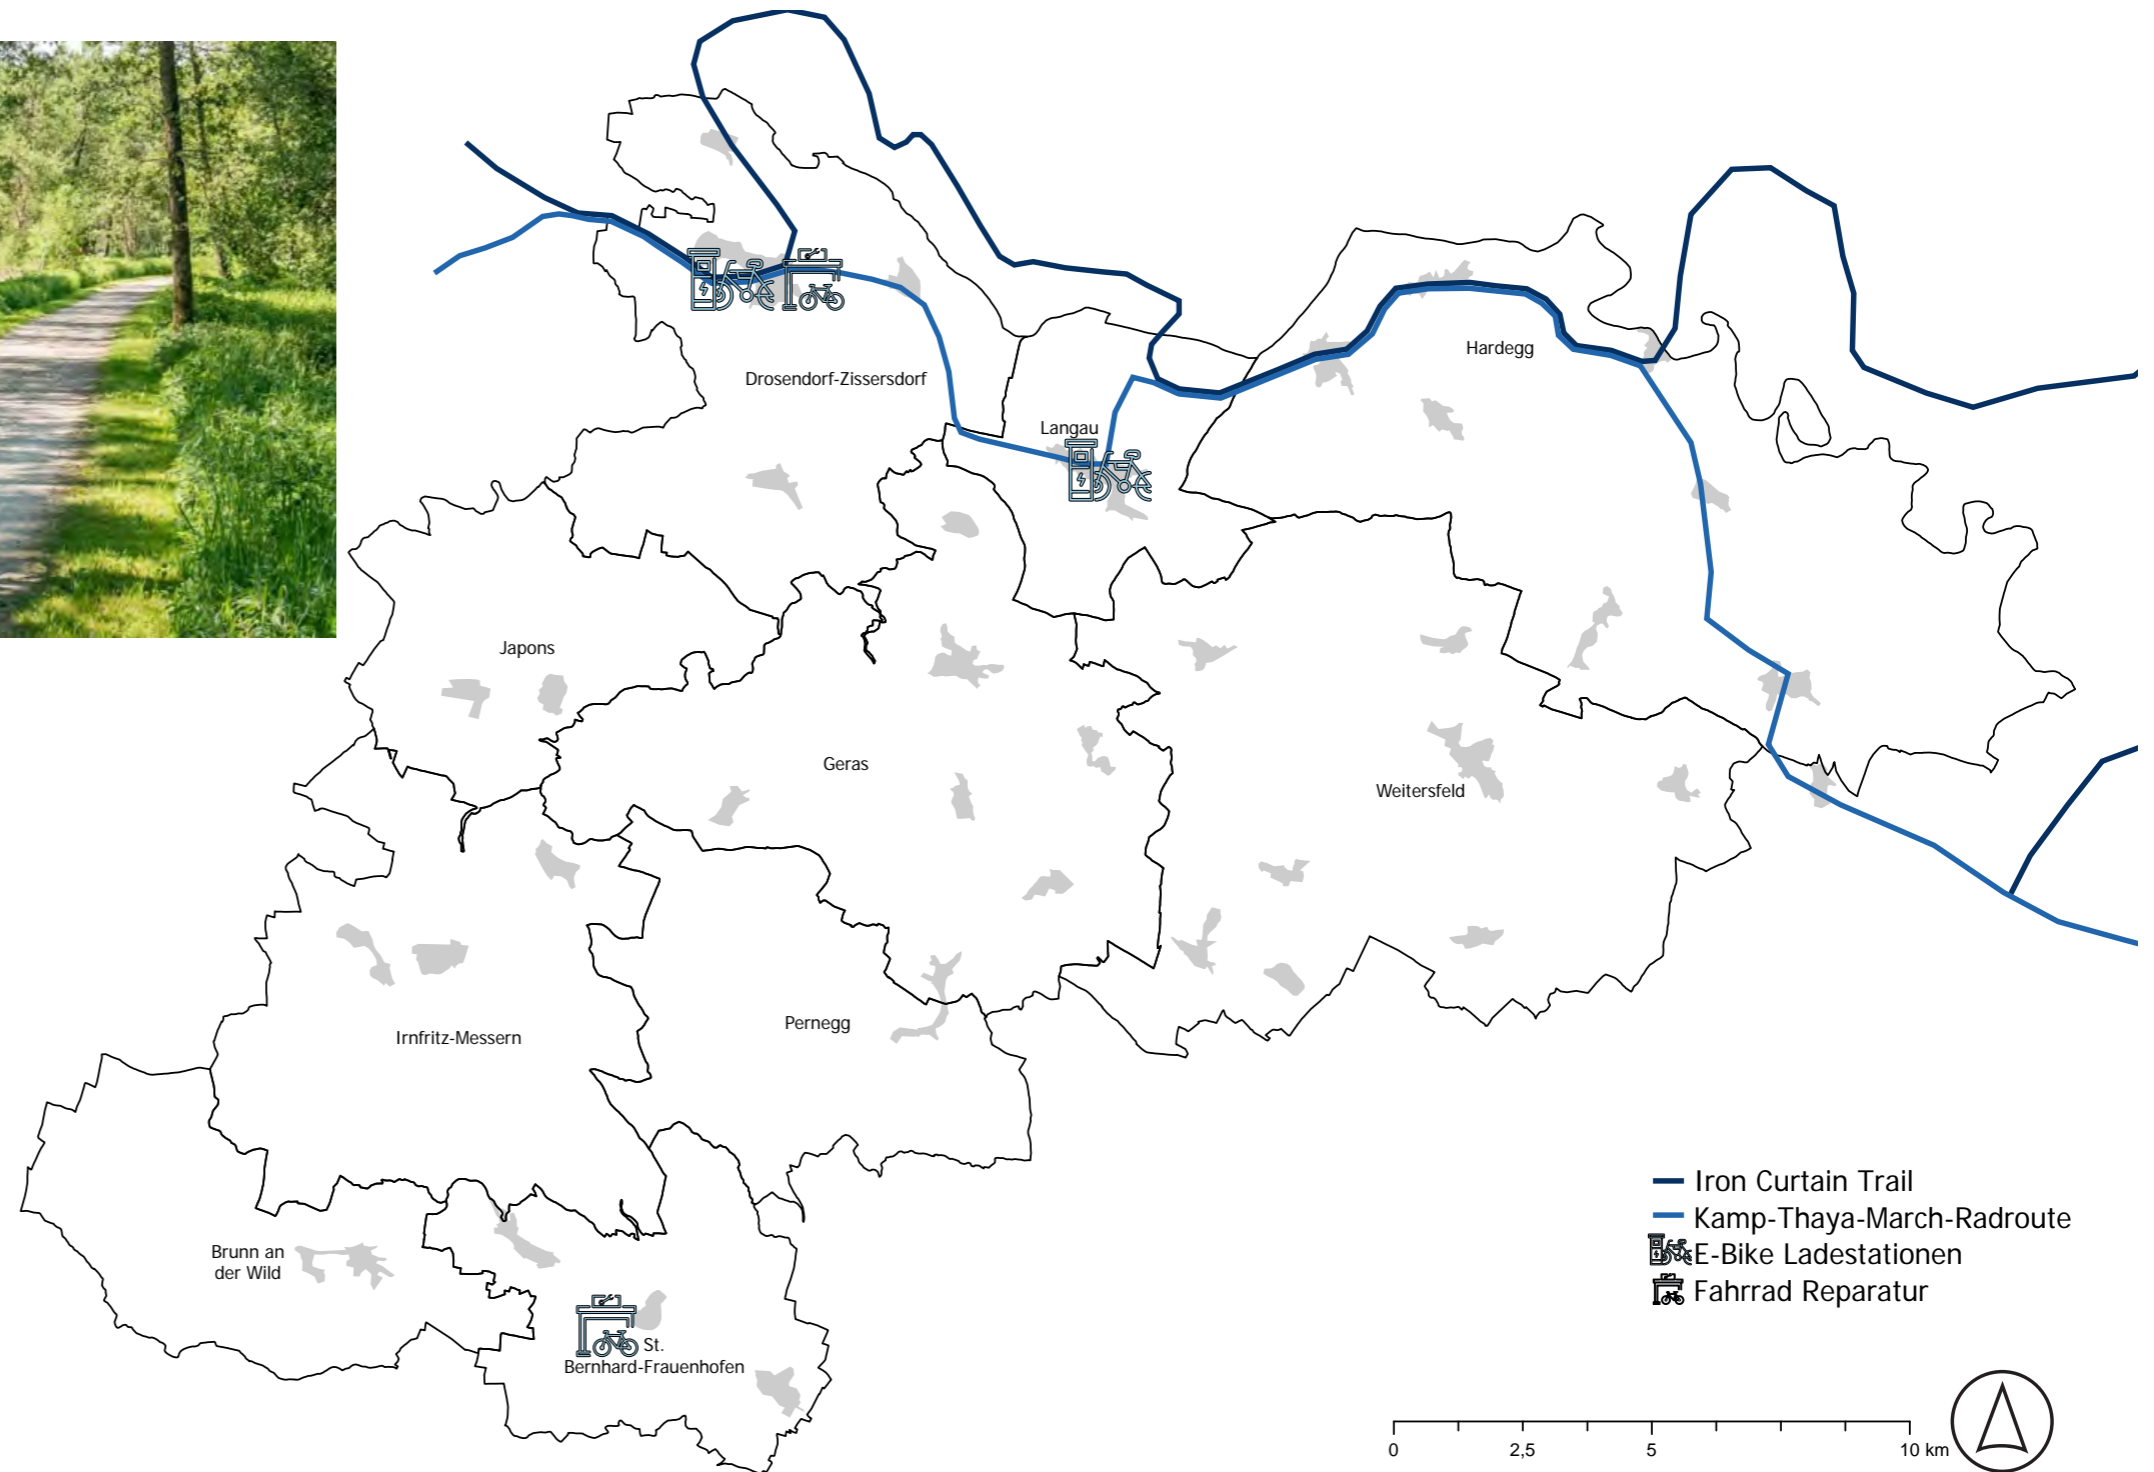 Drosendorf-Zissersdorf
Hardegg
Langau
Japons
Geras
Weitersfeld
Pernegg
Irnfritz-Messern
Brunn an
der Wild
St.
Bernhard-Frauenhofen
Iron Curtain Trail
Kamp-Thaya-March-Radroute
E-Bike Ladestationen
Fahrrad Reparatur
0 2,5 5 10 km